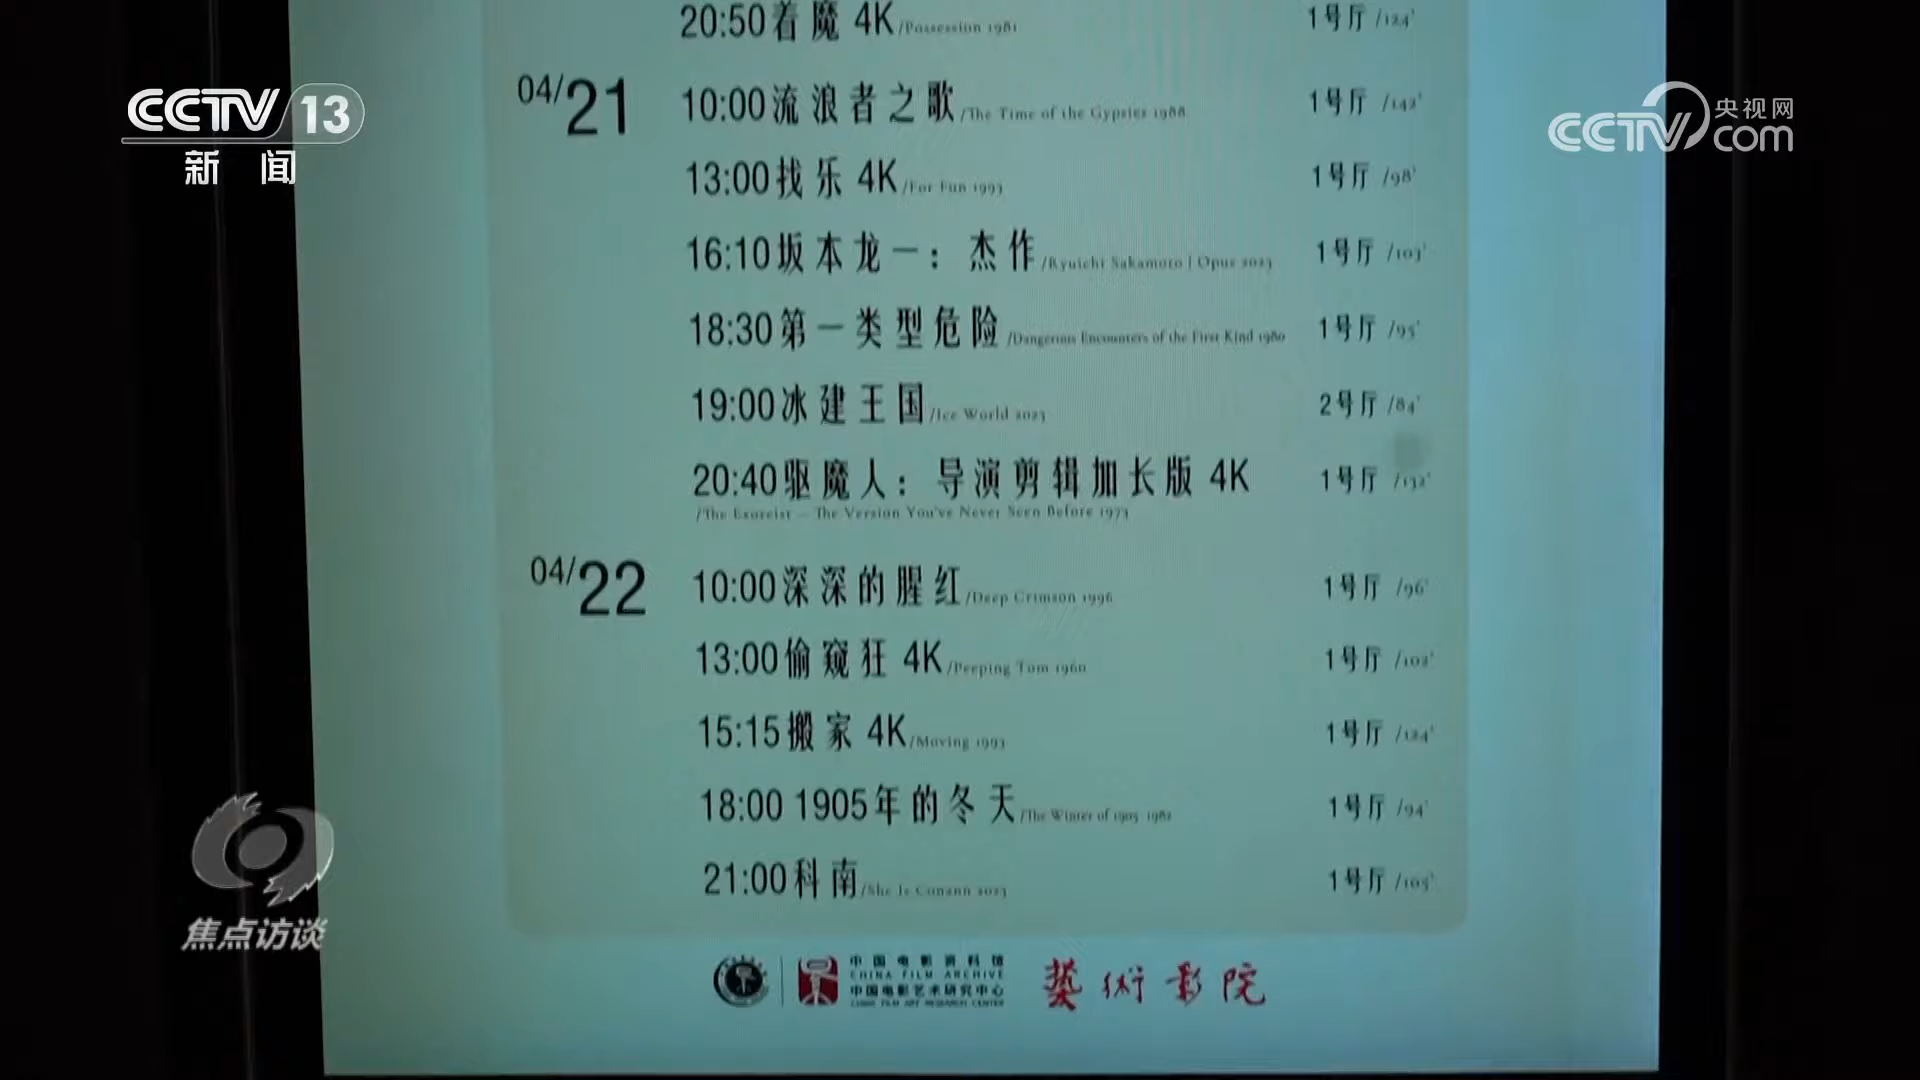 20:50着魔 4K/Possession 1981 1号厅 /124'
CCTV 13
新闻
央视网
CCTV.com
04/21 10:00流浪者之歌/The Time of the Gypsies 1988 1号厅 /142'
13:00找乐 4K/For Fun 1993 1号厅 /98'
16:10坂本龙一：杰作/Ryuichi Sakamoto | Opus 2023 1号厅 /103'
18:30第一类型危险/Dangerous Encounters of the First Kind 1980 1号厅 /95'
19:00冰建王国/Ice World 2023 2号厅 /84'
20:40驱魔人：导演剪辑加长版 4K 1号厅 /132'
/The Exorcist — The Version You've Never Seen Before 1973
04/22 10:00深深的腥红/Deep Crimson 1996 1号厅 /96'
13:00偷窥狂 4K/Peeping Tom 1960 1号厅 /102'
15:15搬家 4K/Moving 1993 1号厅 /124'
18:00 1905年的冬天/The Winter of 1905 1982 1号厅 /94'
21:00科南/She Is Conann 2023 1号厅 /105'
焦点访谈
中国电影资料馆
CHINA FILM ARCHIVE
中国电影艺术研究中心
CHINA FILM ART RESEARCH CENTER
藝術影院